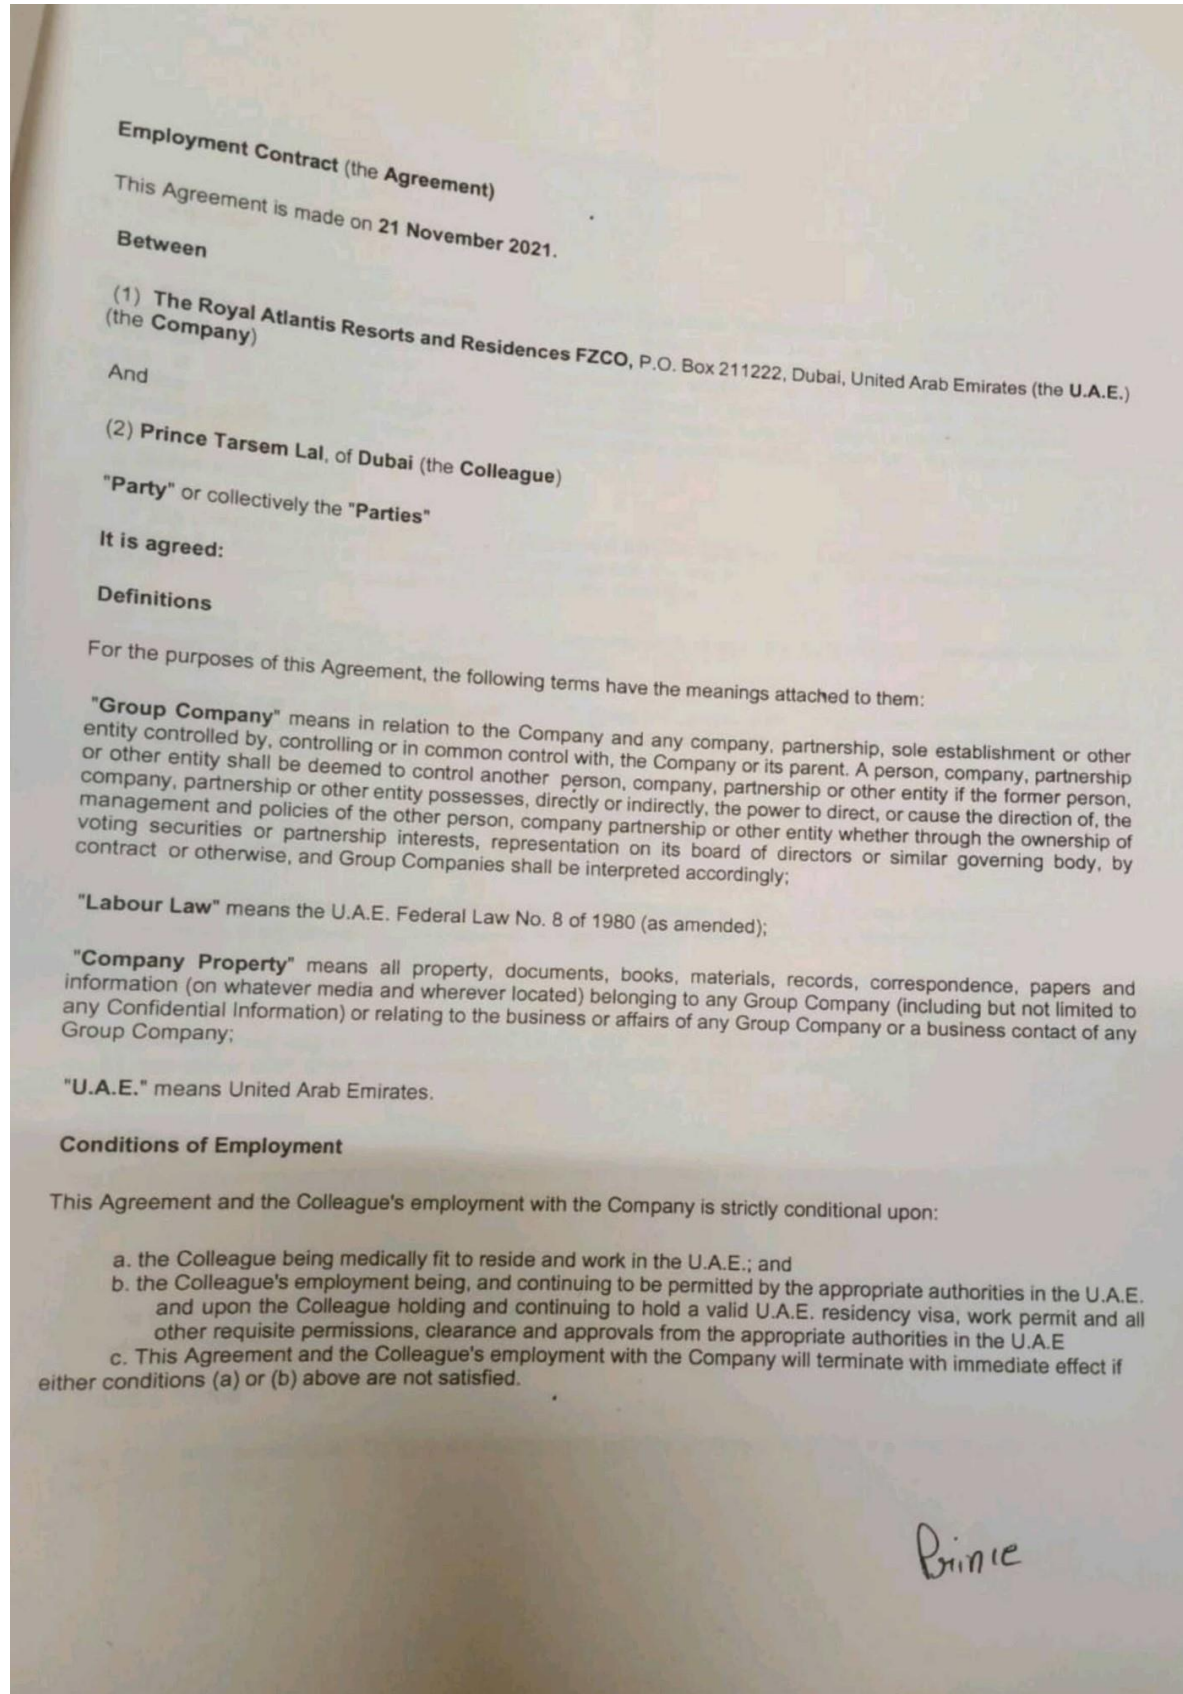 Employment Contract (the Agreement)
This Agreement is made on 21 November 2021.
Between
(1) The Royal Atlantis Resorts and Residences FZCO, P.O. Box 211222, Dubai, United Arab Emirates (the U.A.E.)
(the Company)
And
(2) Prince Tarsem Lal, of Dubai (the Colleague)
"Party" or collectively the "Parties"
It is agreed:
Definitions
For the purposes of this Agreement, the following terms have the meanings attached to them:
"Group Company" means in relation to the Company and any company, partnership, sole establishment or other
entity controlled by, controlling or in common control with, the Company or its parent. A person, company, partnership
or other entity shall be deemed to control another person, company, partnership or other entity if the former person,
company, partnership or other entity possesses, directly or indirectly, the power to direct, or cause the direction of, the
management and policies of the other person, company partnership or other entity whether through the ownership of
voting securities or partnership interests, representation on its board of directors or similar governing body, by
contract or otherwise, and Group Companies shall be interpreted accordingly;
"Labour Law" means the U.A.E. Federal Law No. 8 of 1980 (as amended);
"Company Property" means all property, documents, books, materials, records, correspondence, papers and
information (on whatever media and wherever located) belonging to any Group Company (including but not limited to
any Confidential Information) or relating to the business or affairs of any Group Company or a business contact of any
Group Company;
"U.A.E." means United Arab Emirates.
Conditions of Employment
This Agreement and the Colleague's employment with the Company is strictly conditional upon:
a. the Colleague being medically fit to reside and work in the U.A.E.; and
b. the Colleague's employment being, and continuing to be permitted by the appropriate authorities in the U.A.E.
and upon the Colleague holding and continuing to hold a valid U.A.E. residency visa, work permit and all
other requisite permissions, clearance and approvals from the appropriate authorities in the U.A.E
c. This Agreement and the Colleague's employment with the Company will terminate with immediate effect if
either conditions (a) or (b) above are not satisfied.
Prince